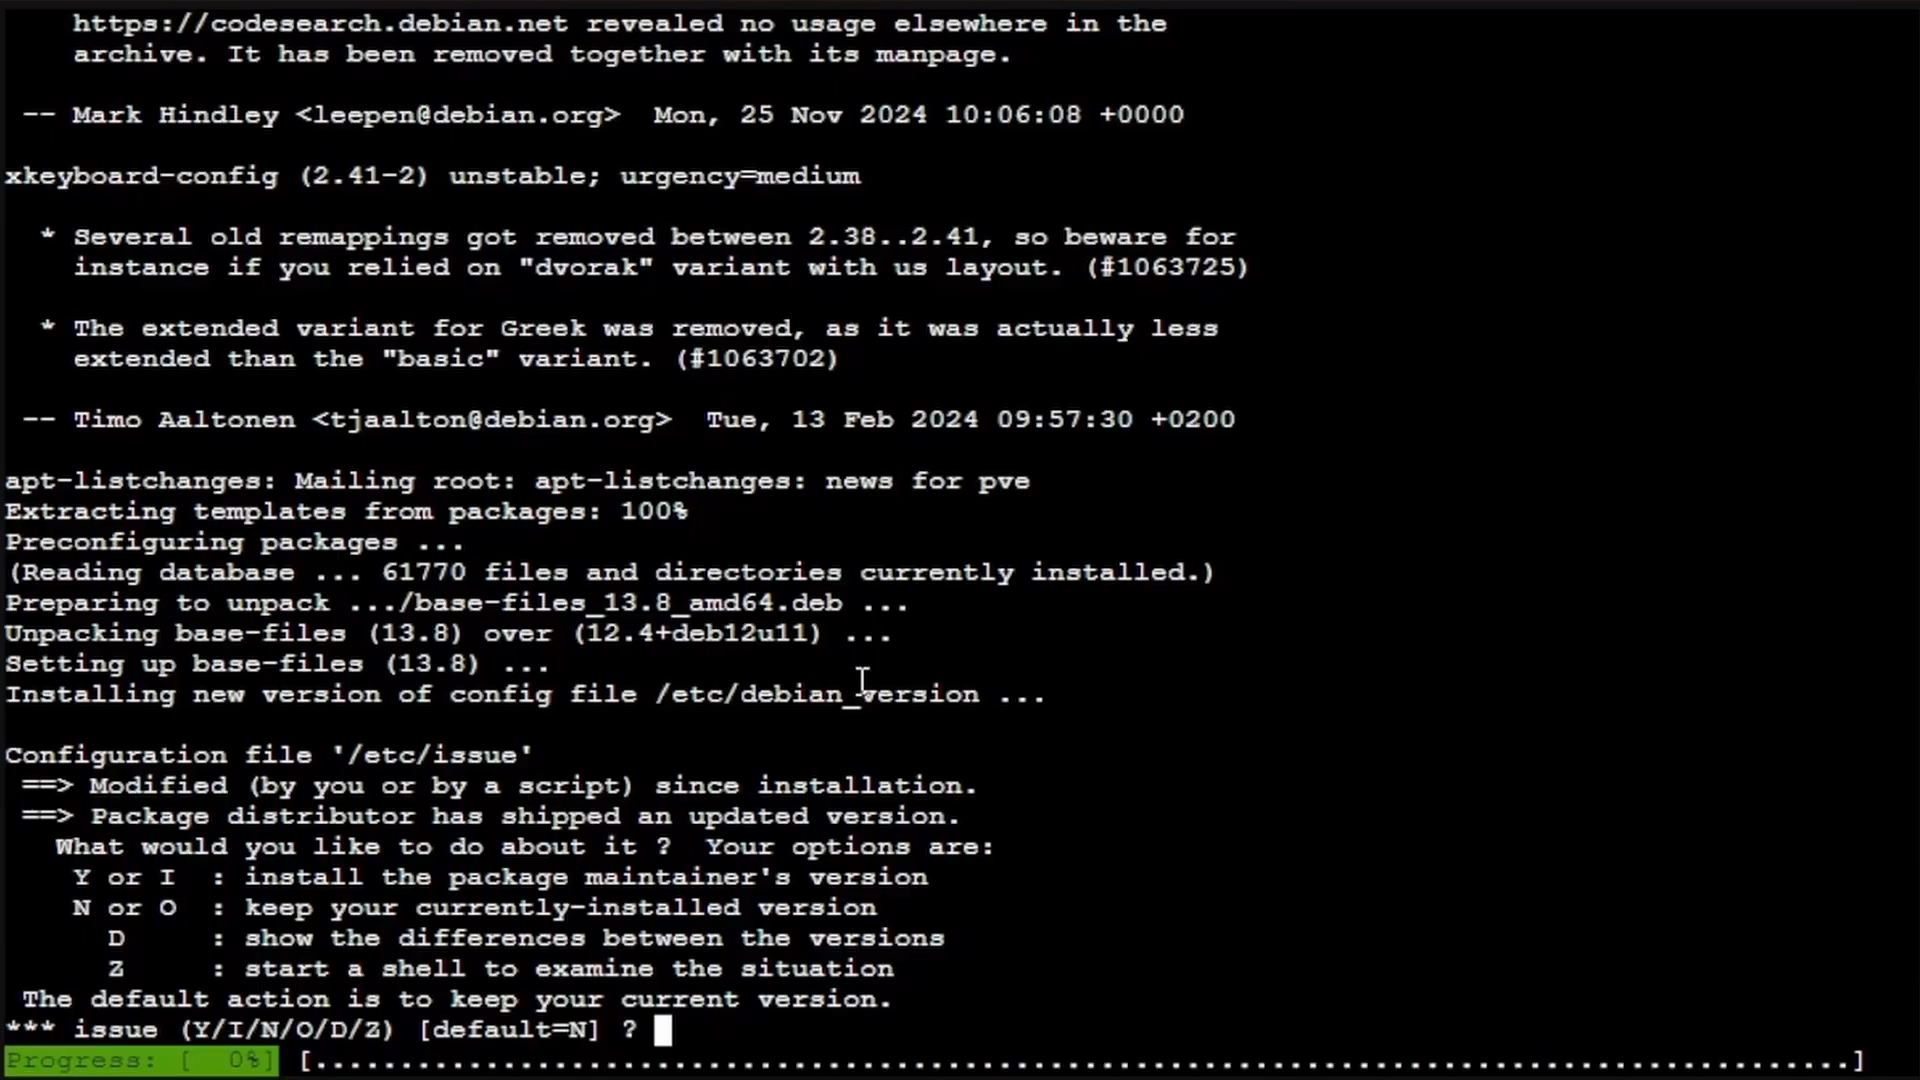 https://codesearch.debian.net revealed no usage elsewhere in the
archive. It has been removed together with its manpage.
-- Mark Hindley <leepen@debian.org>  Mon, 25 Nov 2024 10:06:08 +0000
xkeyboard-config (2.41-2) unstable; urgency=medium
* Several old remappings got removed between 2.38..2.41, so beware for
instance if you relied on "dvorak" variant with us layout. (#1063725)
* The extended variant for Greek was removed, as it was actually less
extended than the "basic" variant. (#1063702)
-- Timo Aaltonen <tjaalton@debian.org>  Tue, 13 Feb 2024 09:57:30 +0200
apt-listchanges: Mailing root: apt-listchanges: news for pve
Extracting templates from packages: 100%
Preconfiguring packages ...
(Reading database ... 61770 files and directories currently installed.)
Preparing to unpack .../base-files_13.8_amd64.deb ...
Unpacking base-files (13.8) over (12.4+deb12u11) ...
Setting up base-files (13.8) ...
Installing new version of config file /etc/debian_version ...
Configuration file '/etc/issue'
==> Modified (by you or by a script) since installation.
==> Package distributor has shipped an updated version.
What would you like to do about it ?  Your options are:
Y or I  : install the package maintainer's version
N or O  : keep your currently-installed version
D     : show the differences between the versions
Z     : start a shell to examine the situation
The default action is to keep your current version.
*** issue (Y/I/N/O/D/Z) [default=N] ?
Progress: [  0%] [..........................................................................................]